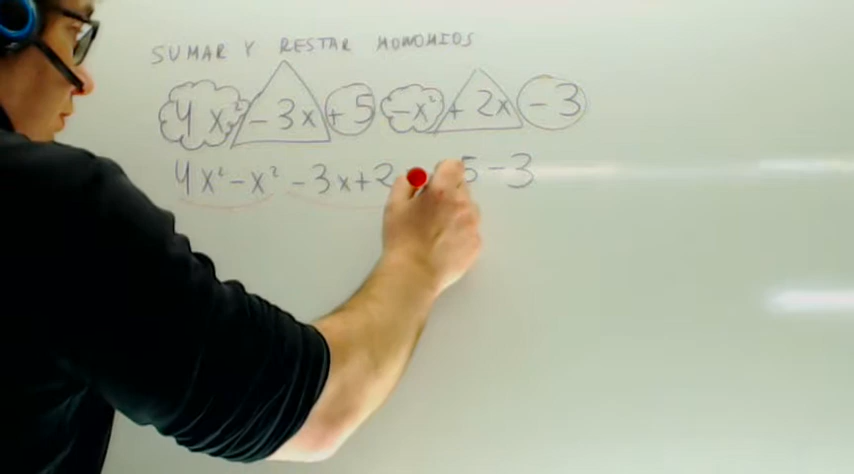 SUMAR Y RESTAR MONOMIOS
4x² - 3x + 5 - x² + 2x - 3
4x² - x² - 3x + 2 5 - 3